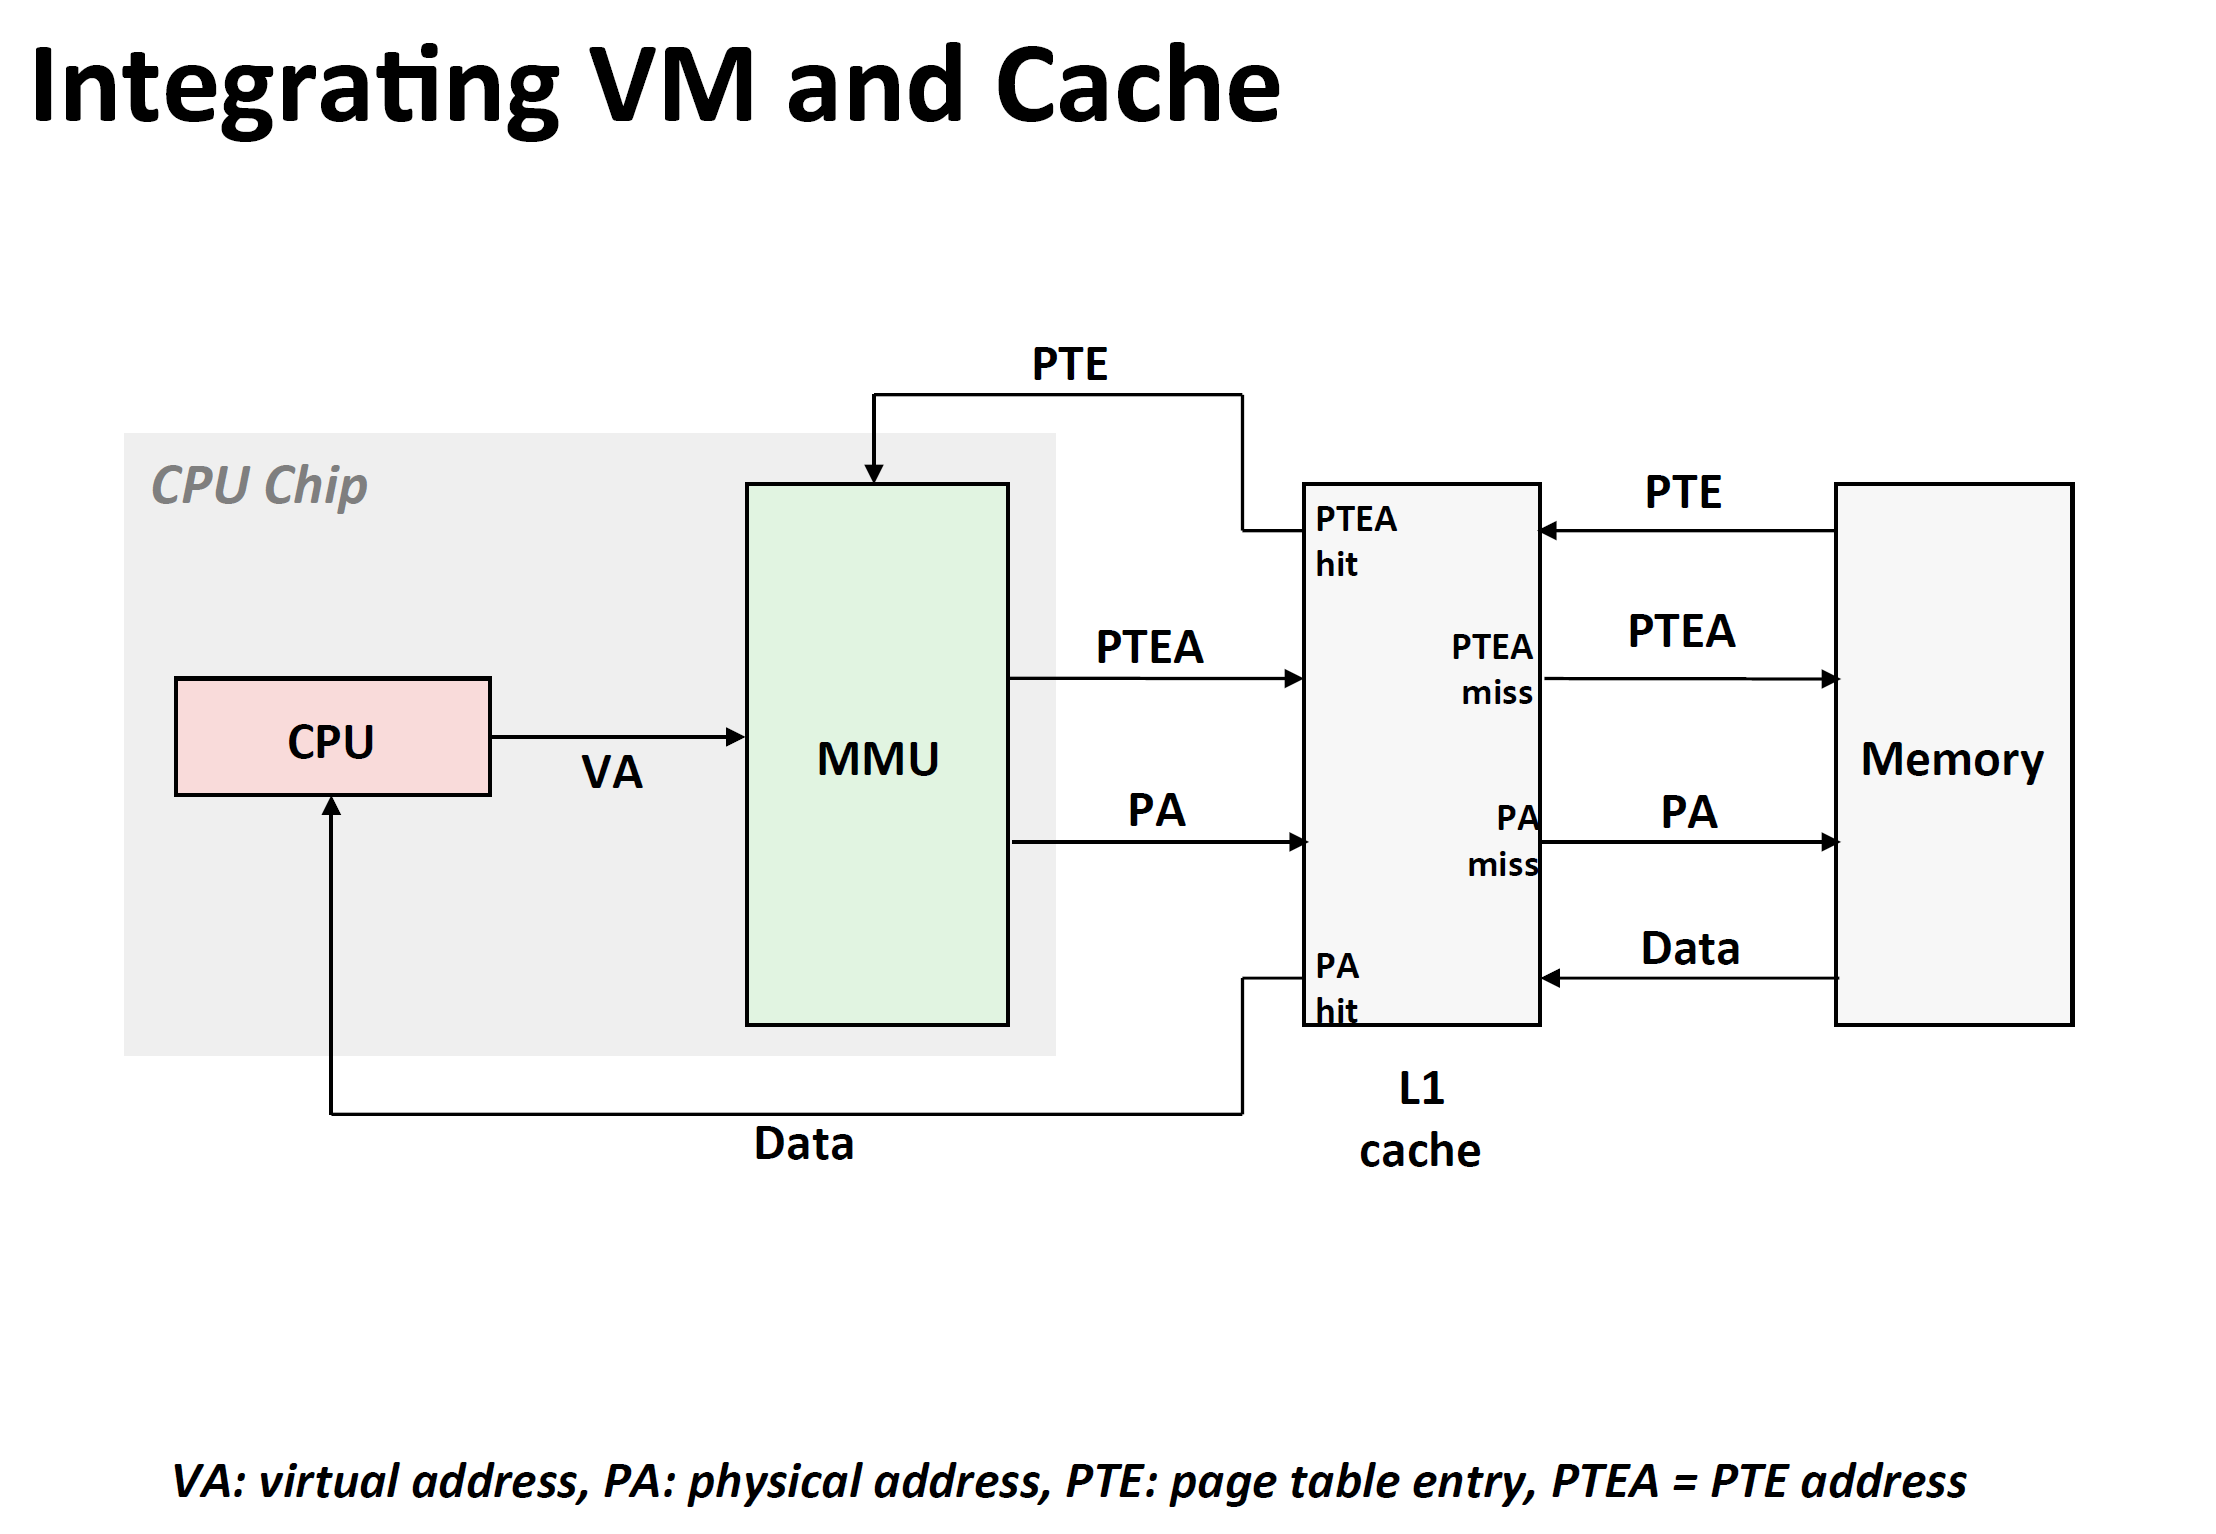 Integrating VM and Cache
PTE
CPU Chip
PTE
PTEA
hit
PTEA
PTEA
PTEA
miss
CPU
VA
MMU
Memory
PA
PA
miss
PA
Data
PA
hit
L1
cache
Data
VA: virtual address, PA: physical address, PTE: page table entry, PTEA = PTE address